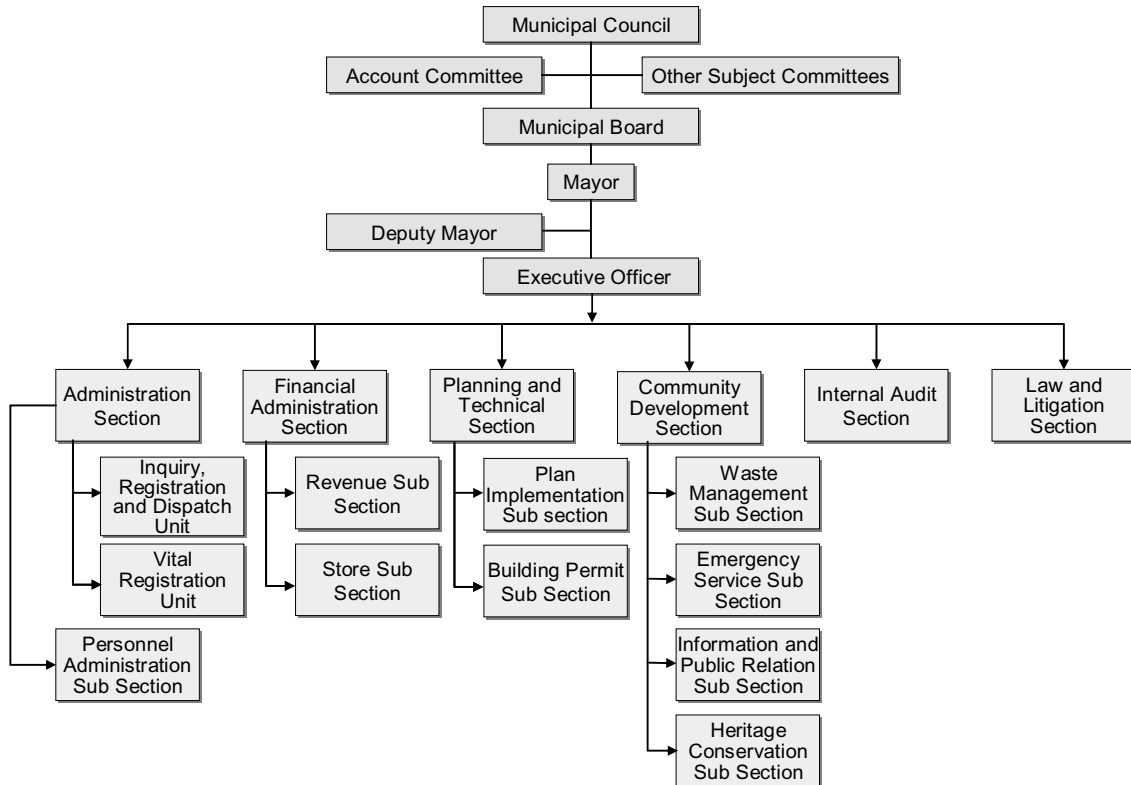 Municipal Council
Account Committee
Other Subject Committees
Municipal Board
Mayor
Deputy Mayor
Executive Officer
Administration
Section
Financial
Administration
Section
Planning and
Technical
Section
Community
Development
Section
Internal Audit
Section
Law and
Litigation
Section
Inquiry,
Registration
and Dispatch
Unit
Revenue Sub
Section
Plan
Implementation
Sub section
Waste
Management
Sub Section
Vital
Registration
Unit
Store Sub
Section
Building Permit
Sub Section
Emergency
Service Sub
Section
Personnel
Administration
Sub Section
Information and
Public Relation
Sub Section
Heritage
Conservation
Sub Section